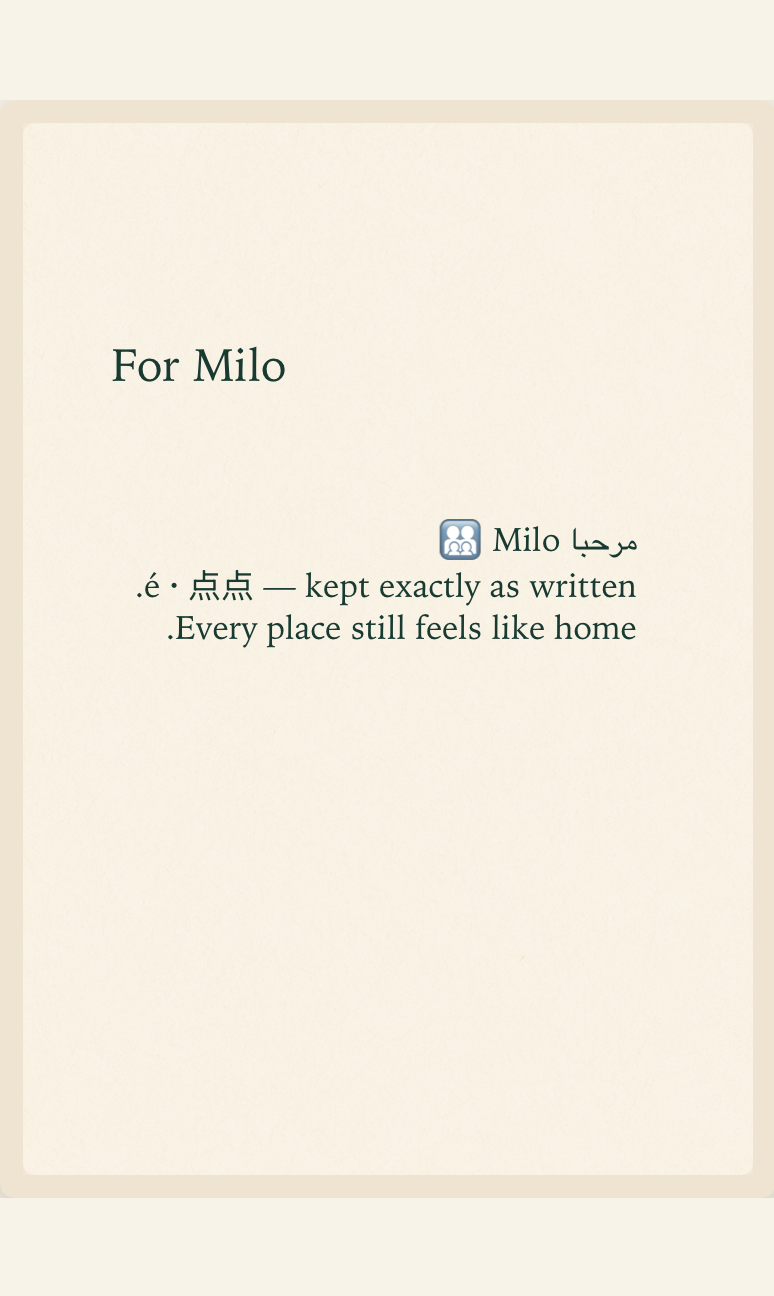 For Milo
مرحبا Milo 👨‍👩‍👧‍👦
é · 点点 — kept exactly as written.
Every place still feels like home.